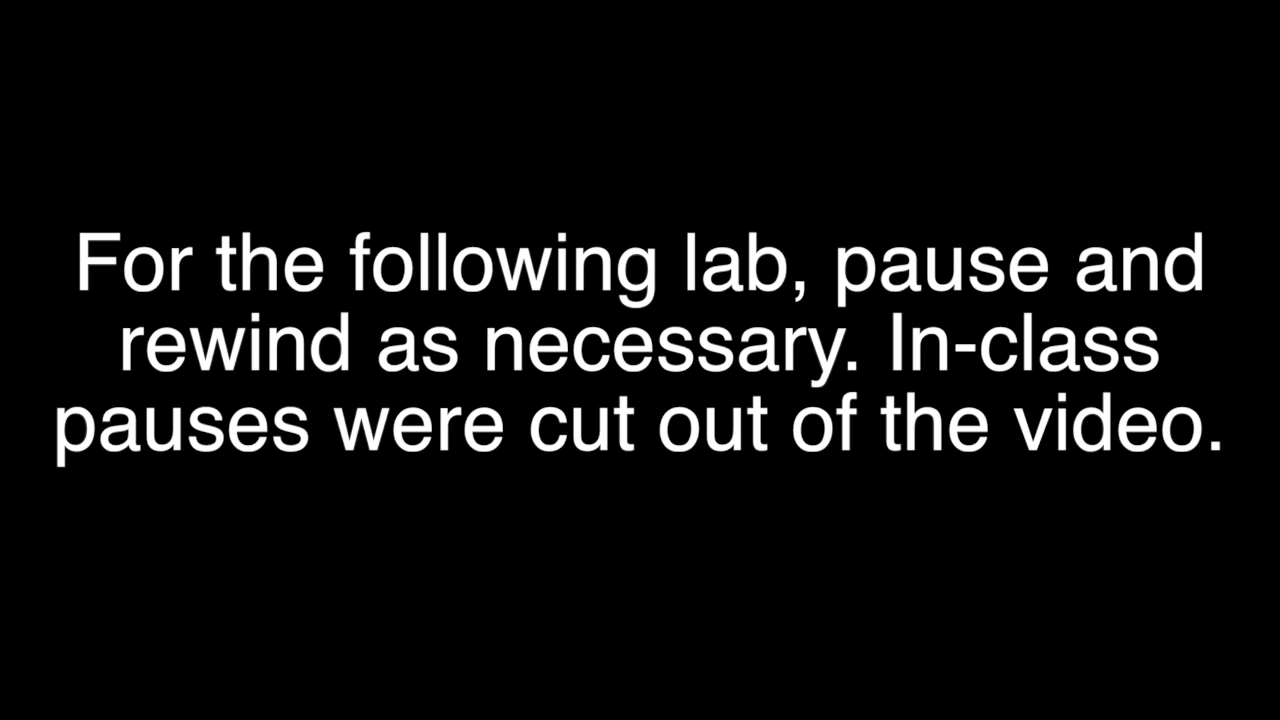 For the following lab, pause and
rewind as necessary. In-class
pauses were cut out of the video.